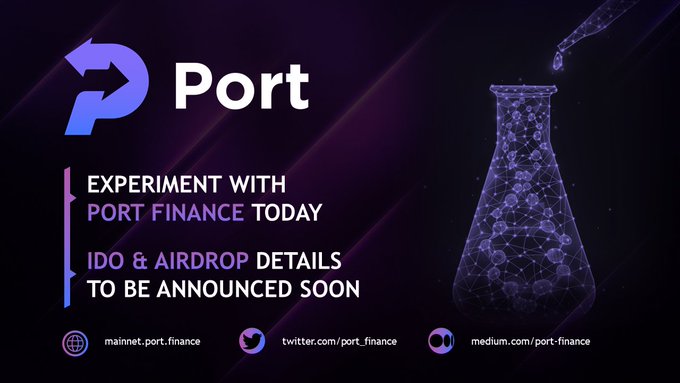 Port
EXPERIMENT WITH
PORT FINANCE TODAY
IDO & AIRDROP DETAILS
TO BE ANNOUNCED SOON
mainnet.port.finance
twitter.com/port_finance
medium.com/port-finance